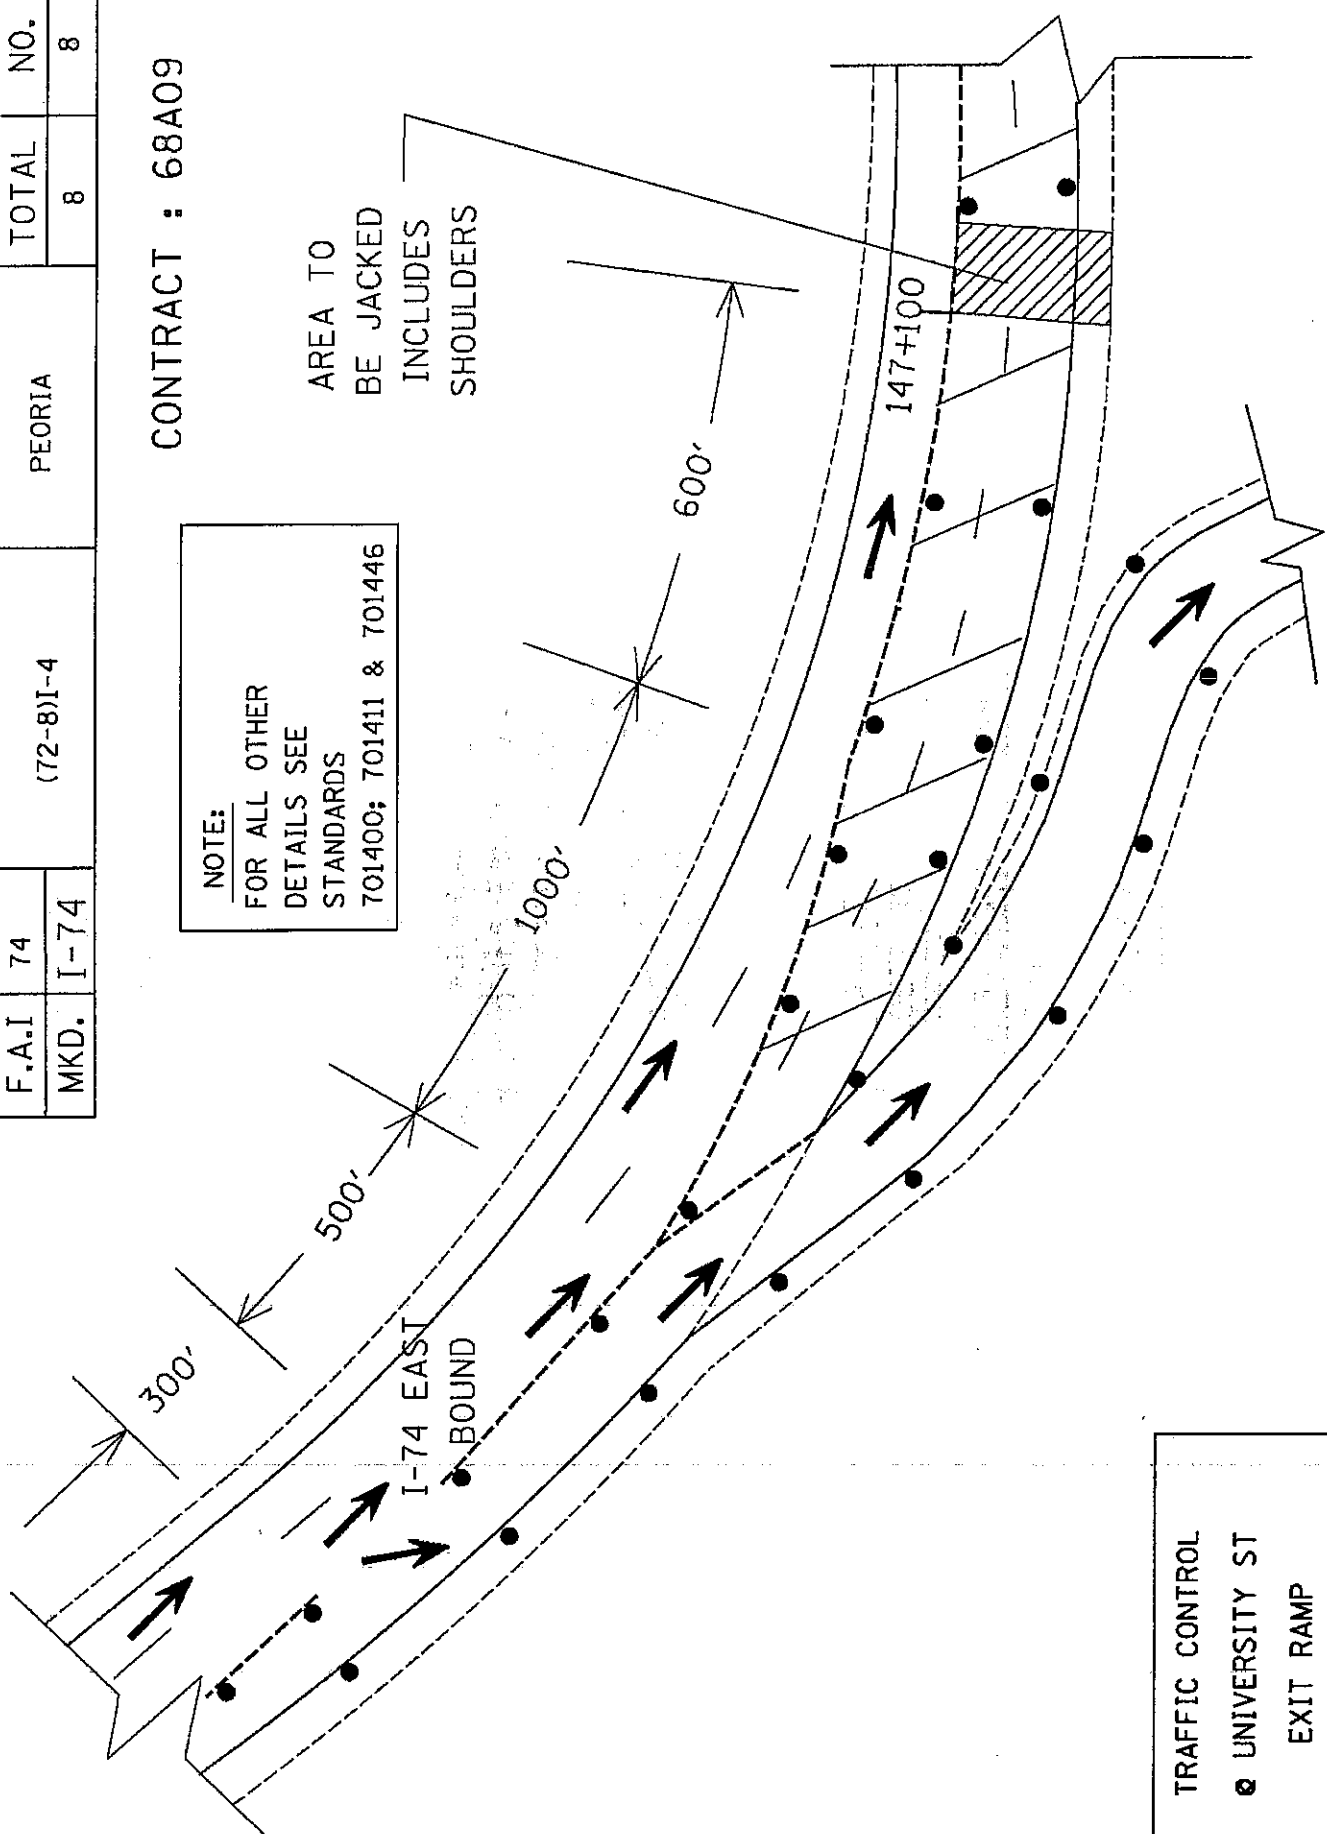 F.A.I 74
MKD. I-74
(72-8)I-4
PEORIA
TOTAL
8
NO.
8
CONTRACT : 68A09
NOTE:
FOR ALL OTHER
DETAILS SEE
STANDARDS
701400; 701411 & 701446
AREA TO
BE JACKED
INCLUDES
SHOULDERS
300'
500'
1000'
600'
147+100
I-74 EAST
BOUND
TRAFFIC CONTROL
@ UNIVERSITY ST
EXIT RAMP